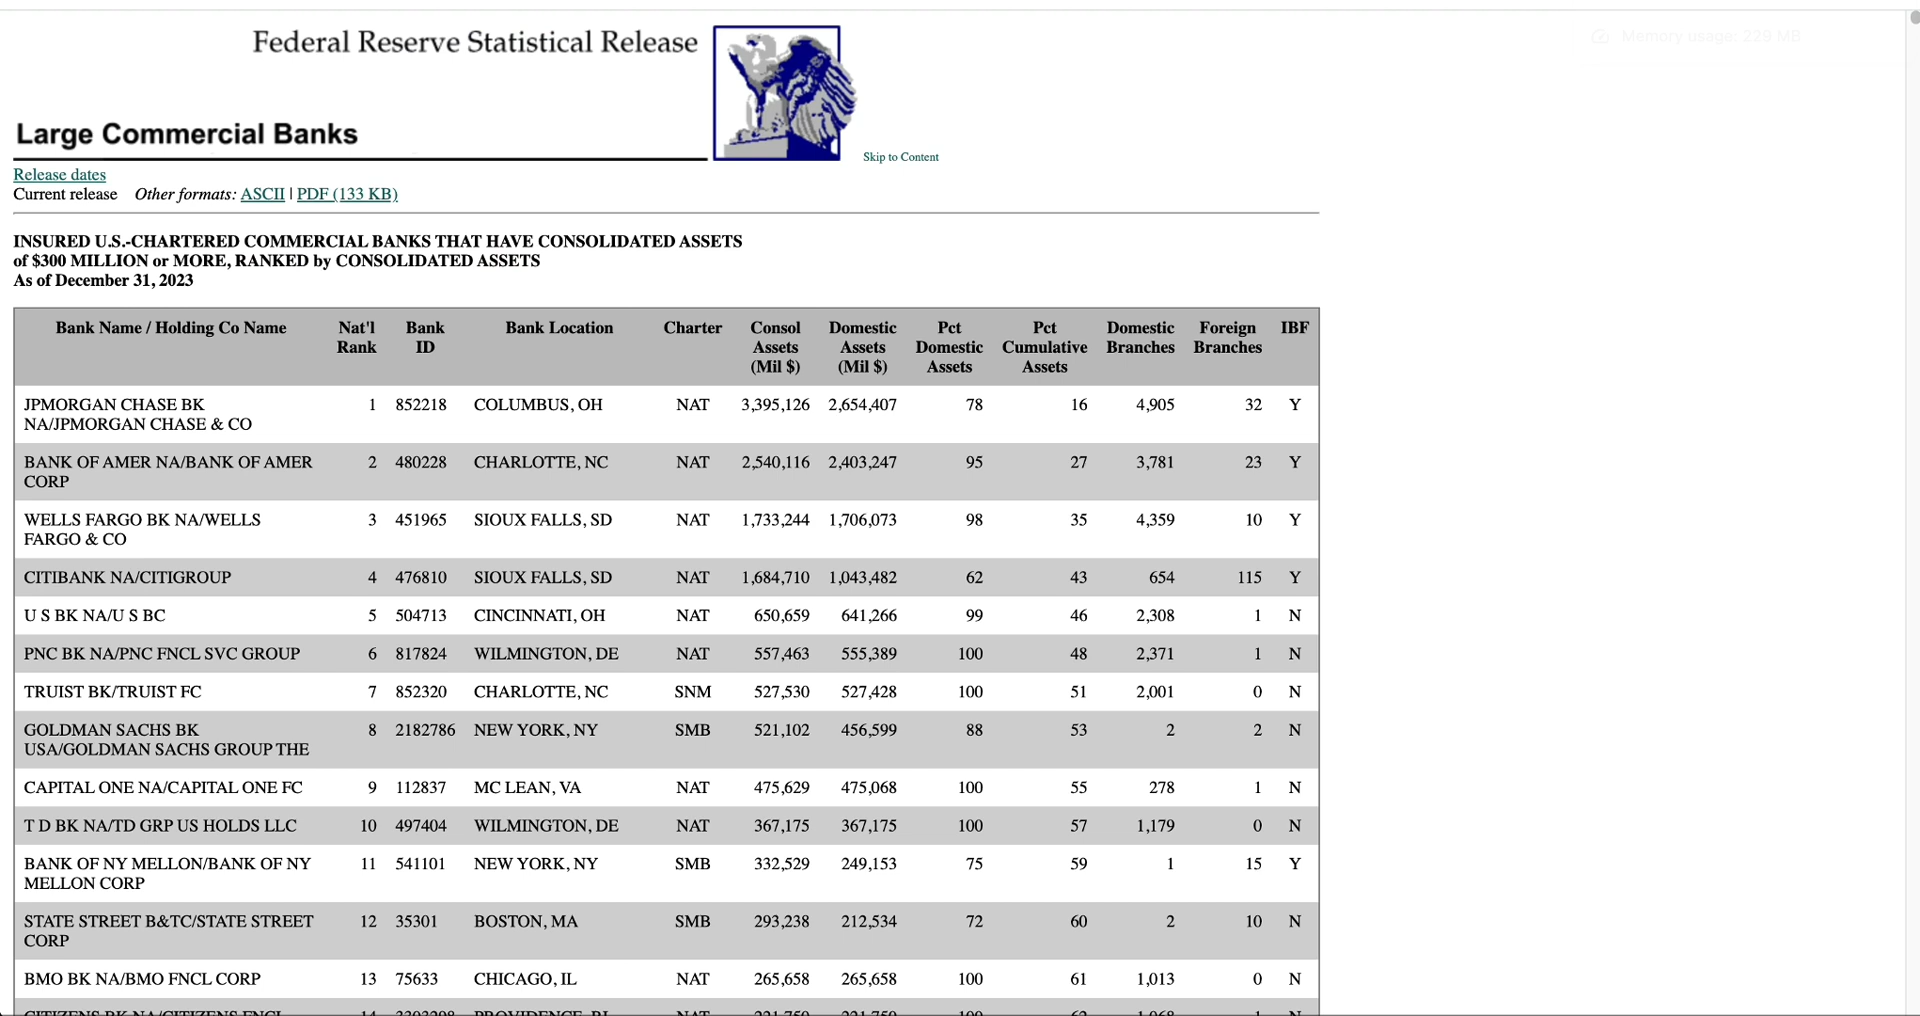 Memory usage: 229 MB
Federal Reserve Statistical Release
Large Commercial Banks
Skip to Content
Release dates
Current release Other formats: ASCII | PDF (133 KB)
INSURED U.S.-CHARTERED COMMERCIAL BANKS THAT HAVE CONSOLIDATED ASSETS
of $300 MILLION or MORE, RANKED by CONSOLIDATED ASSETS
As of December 31, 2023
Bank Name / Holding Co Name Nat'l Bank Bank Location Charter Consol Domestic Pct Pct Domestic Foreign IBF
Rank ID Assets Assets Domestic Cumulative Branches Branches
(Mil $) (Mil $) Assets Assets
JPMORGAN CHASE BK 1 852218 COLUMBUS, OH NAT 3,395,126 2,654,407 78 16 4,905 32 Y
NA/JPMORGAN CHASE & CO
BANK OF AMER NA/BANK OF AMER 2 480228 CHARLOTTE, NC NAT 2,540,116 2,403,247 95 27 3,781 23 Y
CORP
WELLS FARGO BK NA/WELLS 3 451965 SIOUX FALLS, SD NAT 1,733,244 1,706,073 98 35 4,359 10 Y
FARGO & CO
CITIBANK NA/CITIGROUP 4 476810 SIOUX FALLS, SD NAT 1,684,710 1,043,482 62 43 654 115 Y
U S BK NA/U S BC 5 504713 CINCINNATI, OH NAT 650,659 641,266 99 46 2,308 1 N
PNC BK NA/PNC FNCL SVC GROUP 6 817824 WILMINGTON, DE NAT 557,463 555,389 100 48 2,371 1 N
TRUIST BK/TRUIST FC 7 852320 CHARLOTTE, NC SNM 527,530 527,428 100 51 2,001 0 N
GOLDMAN SACHS BK 8 2182786 NEW YORK, NY SMB 521,102 456,599 88 53 2 2 N
USA/GOLDMAN SACHS GROUP THE
CAPITAL ONE NA/CAPITAL ONE FC 9 112837 MC LEAN, VA NAT 475,629 475,068 100 55 278 1 N
T D BK NA/TD GRP US HOLDS LLC 10 497404 WILMINGTON, DE NAT 367,175 367,175 100 57 1,179 0 N
BANK OF NY MELLON/BANK OF NY 11 541101 NEW YORK, NY SMB 332,529 249,153 75 59 1 15 Y
MELLON CORP
STATE STREET B&TC/STATE STREET 12 35301 BOSTON, MA SMB 293,238 212,534 72 60 2 10 N
CORP
BMO BK NA/BMO FNCL CORP 13 75633 CHICAGO, IL NAT 265,658 265,658 100 61 1,013 0 N
CITIZENS BK NA/CITIZENS FNCL 14 PROVIDENCE, RI NAT